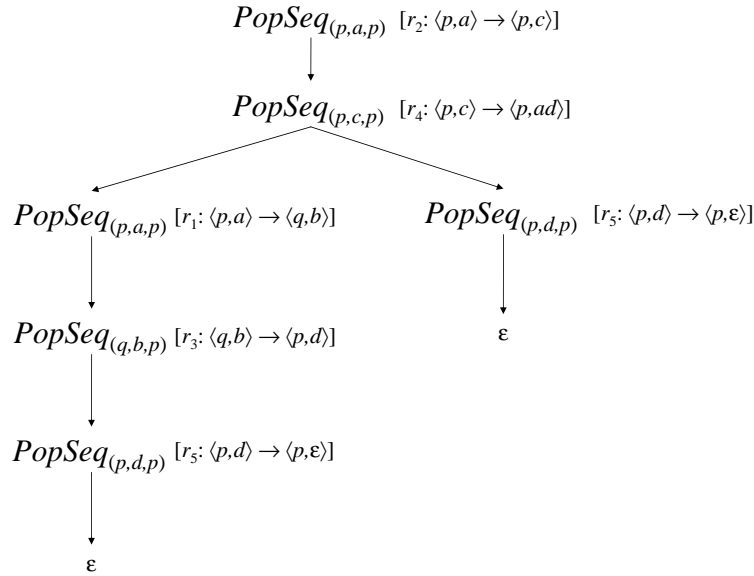 PopSeq(p,a,p) [r2: ⟨p,a⟩ → ⟨p,c⟩]
PopSeq(p,c,p) [r4: ⟨p,c⟩ → ⟨p,ad⟩]
PopSeq(p,a,p) [r1: ⟨p,a⟩ → ⟨q,b⟩]
PopSeq(p,d,p) [r5: ⟨p,d⟩ → ⟨p,ε⟩]
PopSeq(q,b,p) [r3: ⟨q,b⟩ → ⟨p,d⟩]
ε
PopSeq(p,d,p) [r5: ⟨p,d⟩ → ⟨p,ε⟩]
ε